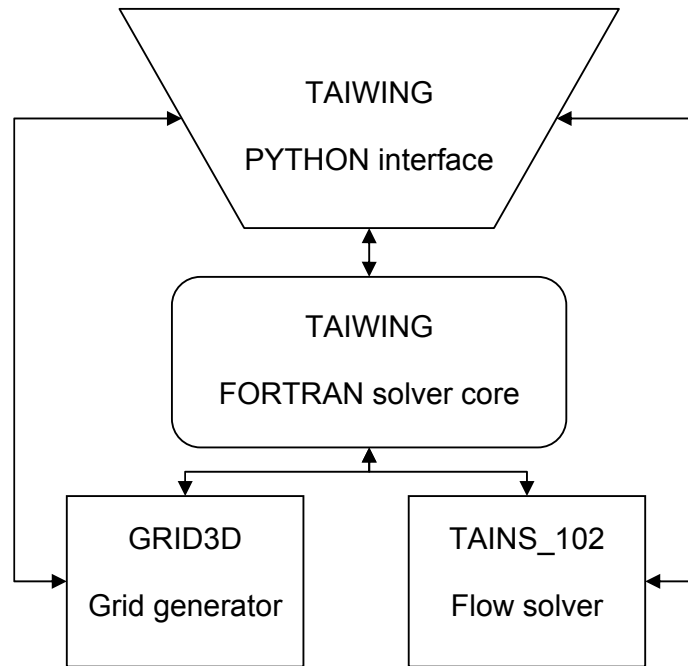 TAIWING
PYTHON interface
TAIWING
FORTRAN solver core
GRID3D
Grid generator
TAINS_102
Flow solver